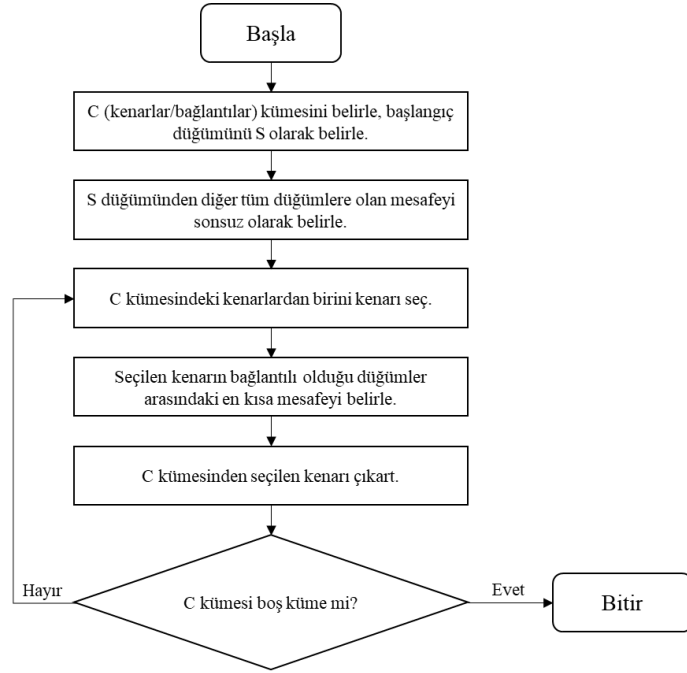 Başla
C (kenarlar/bağlantılar) kümesini belirle, başlangıç
düğümünü S olarak belirle.
S düğümünden diğer tüm düğümlere olan mesafeyi
sonsuz olarak belirle.
C kümesindeki kenarlardan birini kenarı seç.
Seçilen kenarın bağlantılı olduğu düğümler
arasındaki en kısa mesafeyi belirle.
C kümesinden seçilen kenarı çıkart.
Hayır
C kümesi boş küme mi?
Evet
Bitir